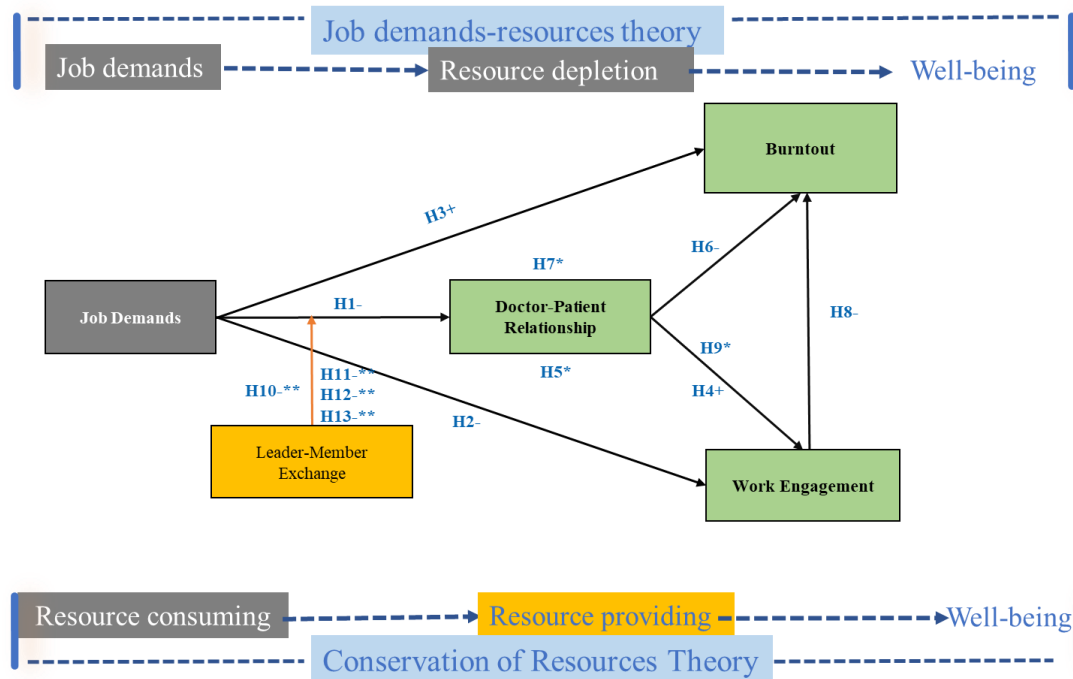 Job demands-resources theory
Job demands
Resource depletion
Well-being
Burntout
H3+
H6-
H7*
H1-
Job Demands
Doctor-Patient
Relationship
H8-
H9*
H5*
H4+
H10-**
H11-**
H12-**
H13-**
H2-
Leader-Member
Exchange
Work Engagement
Resource consuming
Resource providing
Well-being
Conservation of Resources Theory